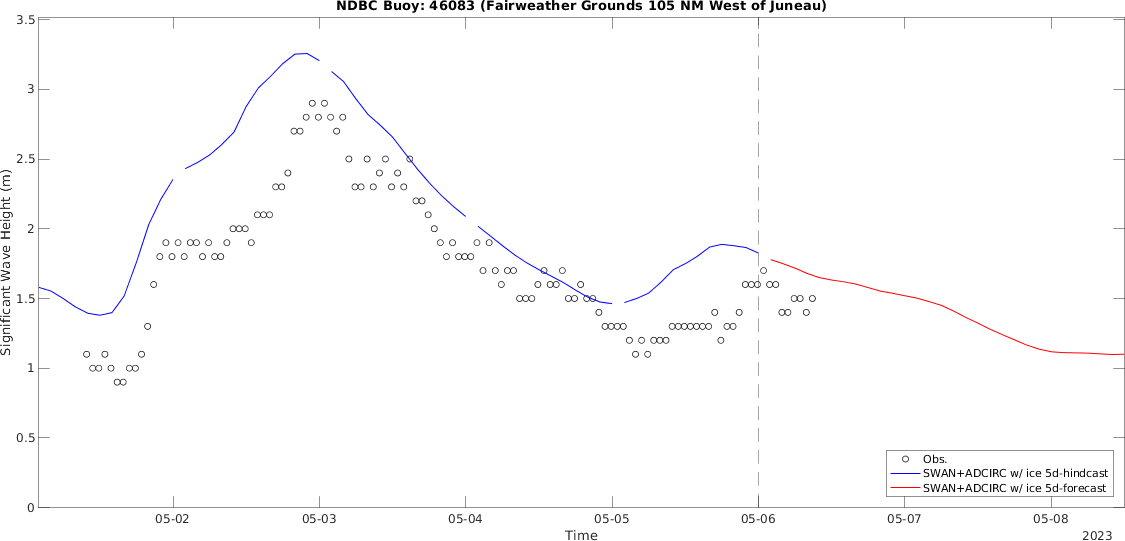 NDBC Buoy: 46083 (Fairweather Grounds 105 NM West of Juneau)
3.5
3
2.5
2
1.5
1
0.5
0
Significant Wave Height (m)
Obs.
SWAN+ADCIRC w/ ice 5d-hindcast
SWAN+ADCIRC w/ ice 5d-forecast
05-02 05-03 05-04 05-05 05-06 05-07 05-08
Time
2023